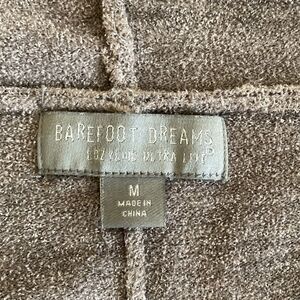 BAREFOOT DREAMS
COZYCHIC ULTRA LITE
M
MADE IN
CHINA